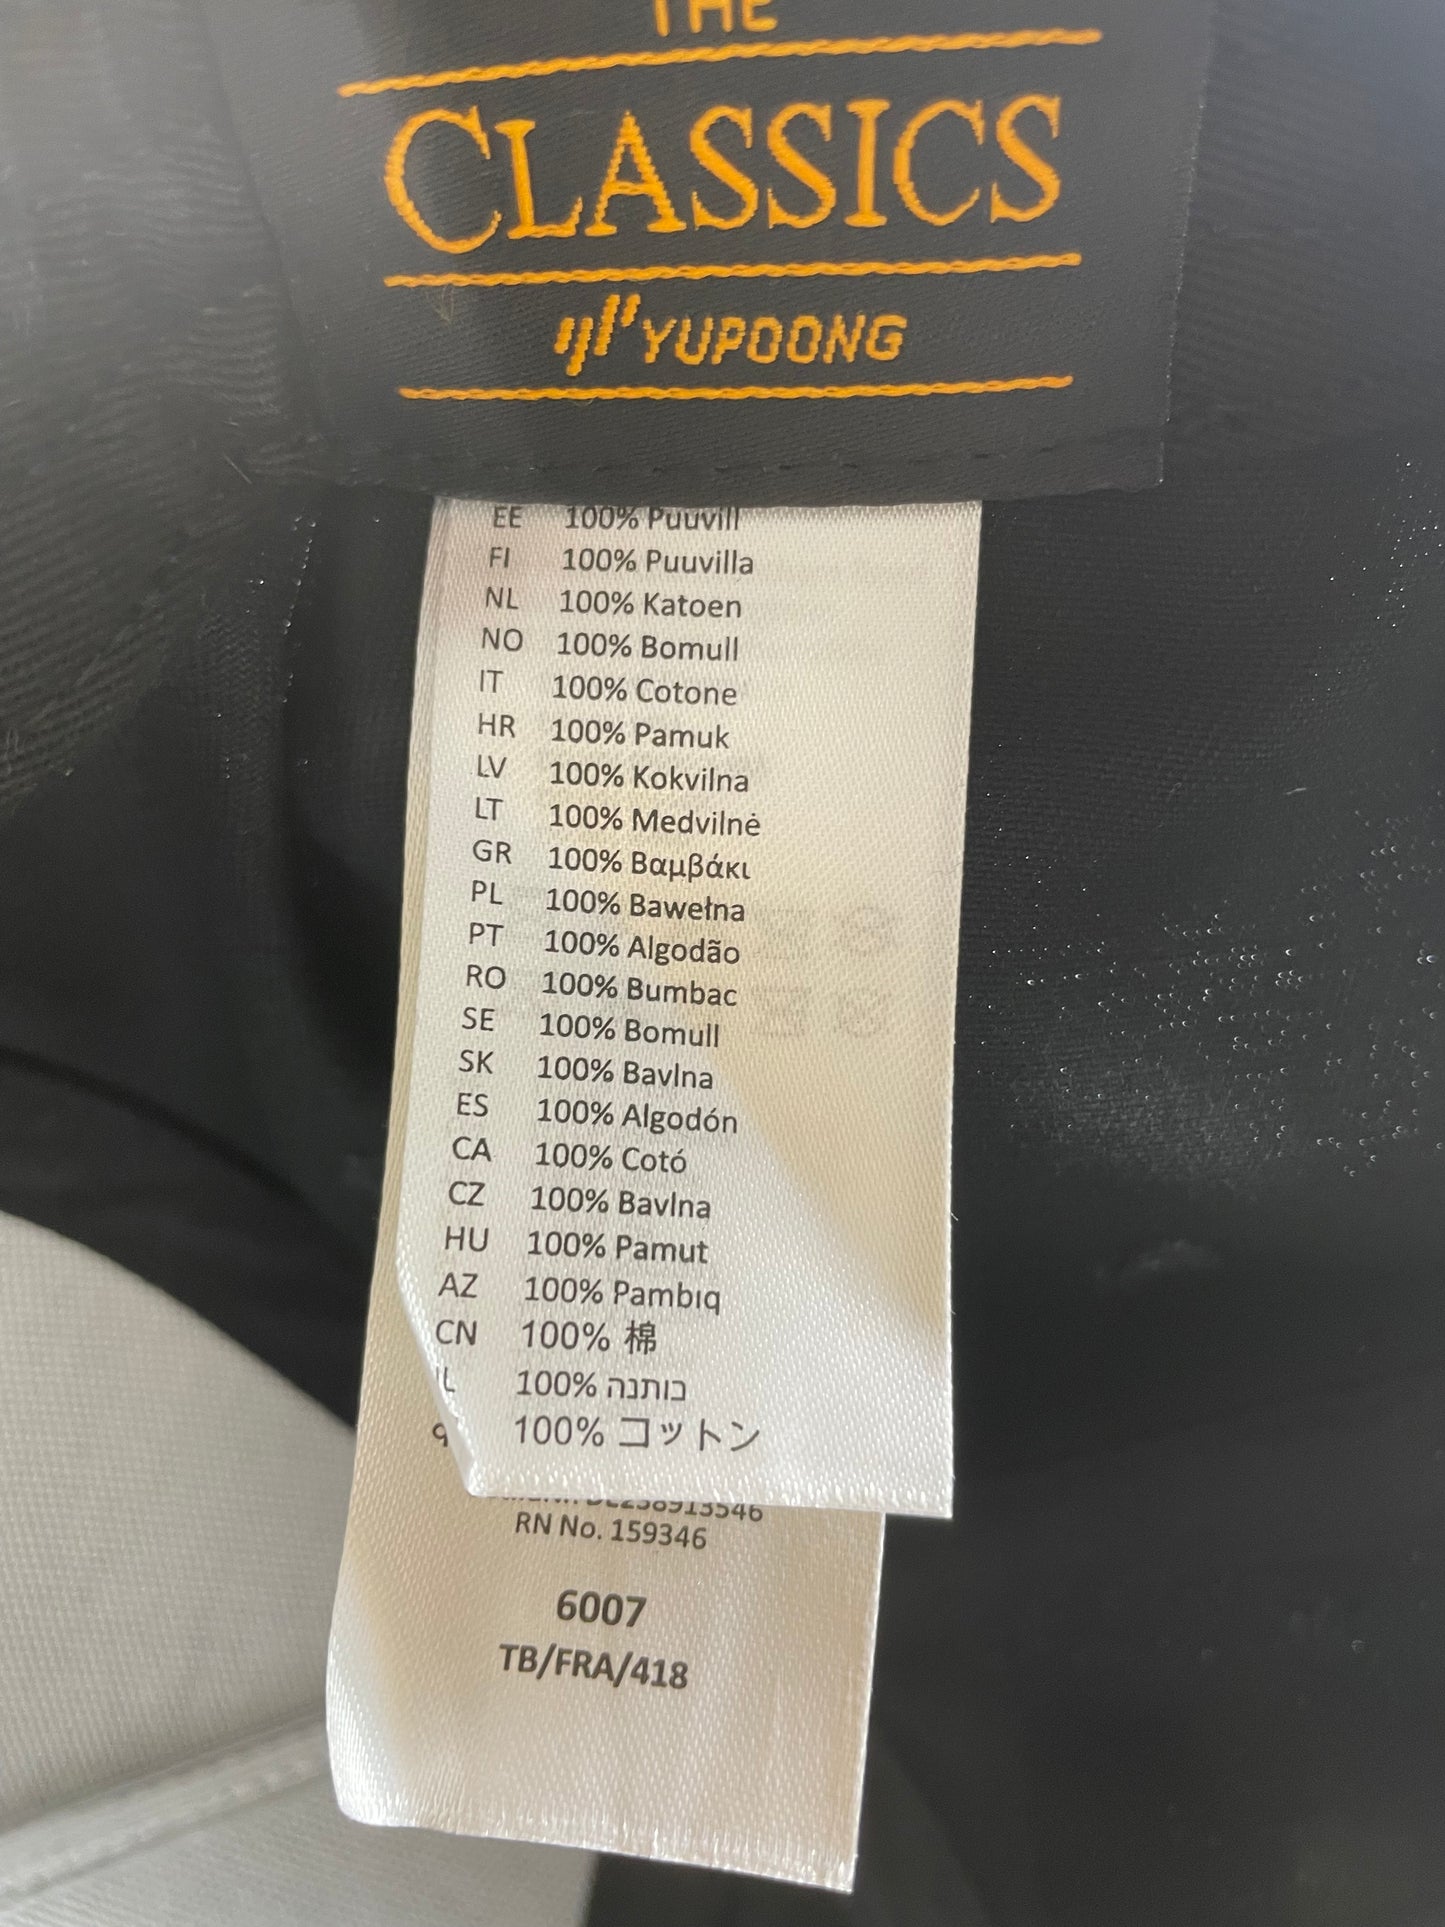 THE
CLASSICS
YUPOONG
EE 100% Puuvill
FI 100% Puuvilla
NL 100% Katoen
NO 100% Bomull
IT 100% Cotone
HR 100% Pamuk
LV 100% Kokvilna
LT 100% Medvilnė
GR 100% Βαμβάκι
PL 100% Bawełna
PT 100% Algodão
RO 100% Bumbac
SE 100% Bomull
SK 100% Bavlna
ES 100% Algodón
CA 100% Cotó
CZ 100% Bavlna
HU 100% Pamut
AZ 100% Pambıq
CN 100% 棉
IL 100% כותנה
100% コットン
DE238913546
RN No. 159346
6007
TB/FRA/418